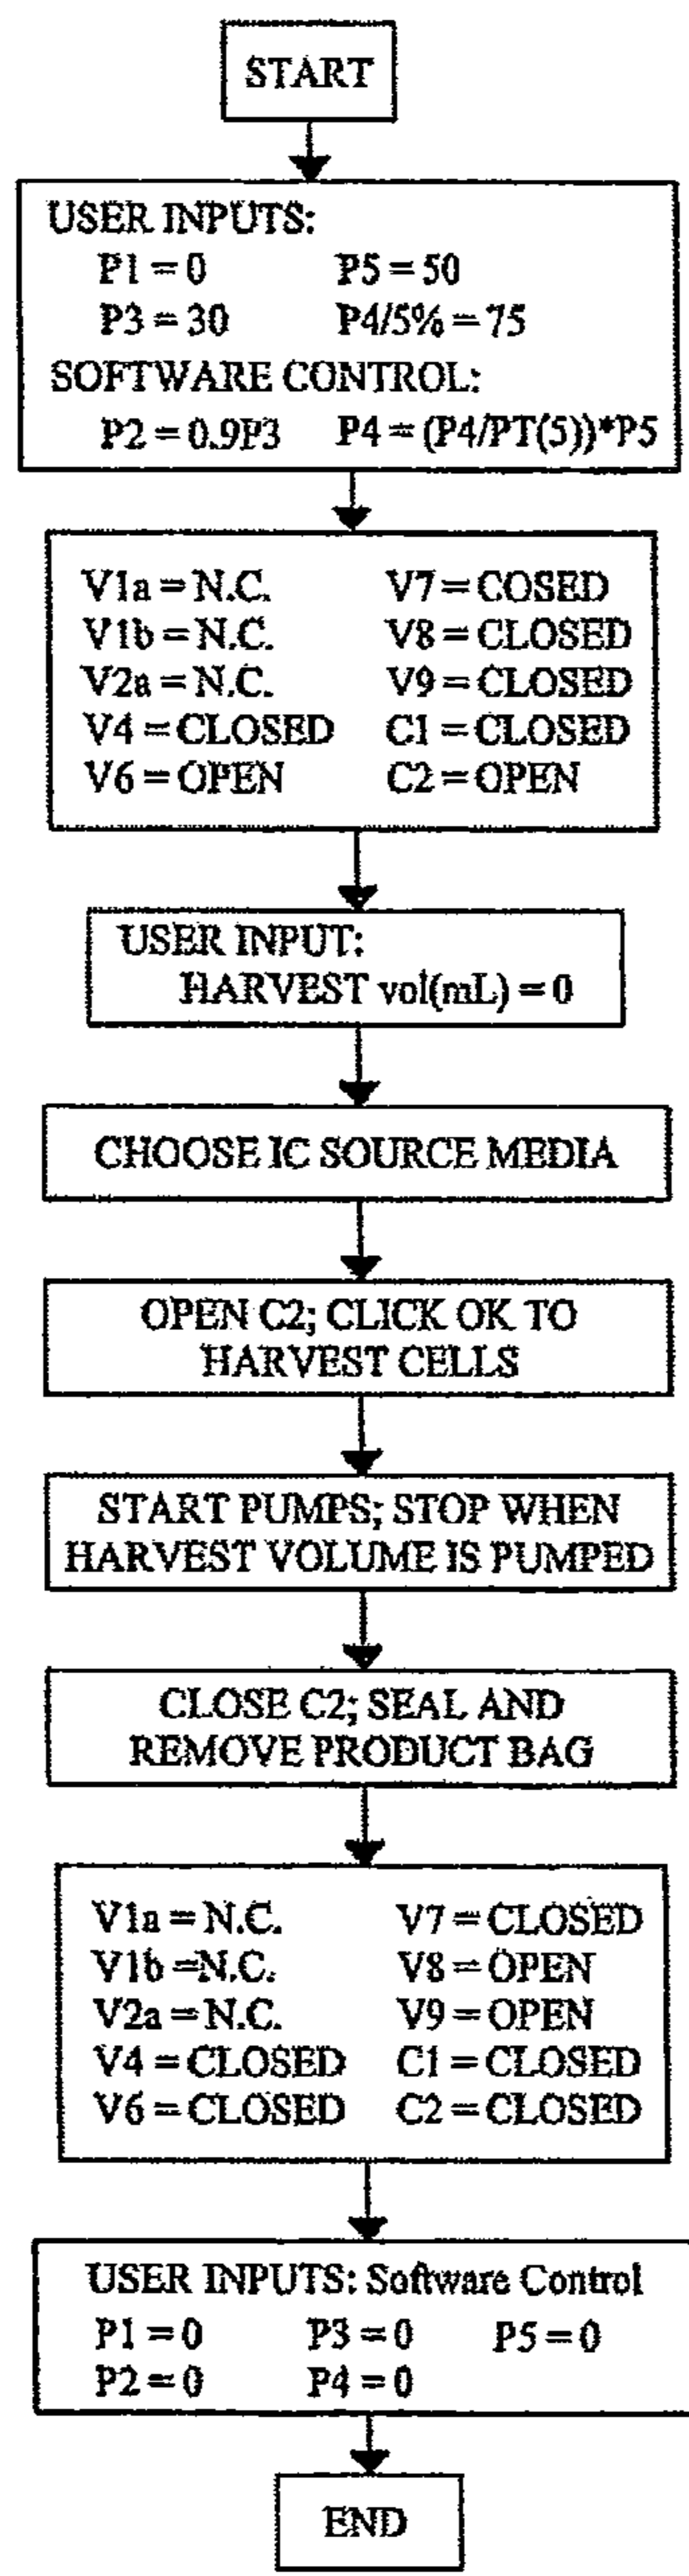 START
USER INPUTS:
P1 = 0 P5 = 50
P3 = 30 P4/5% = 75
SOFTWARE CONTROL:
P2 = 0.9P3 P4 = (P4/PT(5))*P5
V1a = N.C. V7 = COSED
V1b = N.C. V8 = CLOSED
V2a = N.C. V9 = CLOSED
V4 = CLOSED C1 = CLOSED
V6 = OPEN C2 = OPEN
USER INPUT:
HARVEST vol(mL) = 0
CHOOSE IC SOURCE MEDIA
OPEN C2; CLICK OK TO
HARVEST CELLS
START PUMPS; STOP WHEN
HARVEST VOLUME IS PUMPED
CLOSE C2; SEAL AND
REMOVE PRODUCT BAG
V1a = N.C. V7 = CLOSED
V1b =N.C. V8 = OPEN
V2a = N.C. V9 = OPEN
V4 = CLOSED C1 = CLOSED
V6 = CLOSED C2 = CLOSED
USER INPUTS: Software Control
P1 = 0 P3 = 0 P5 = 0
P2 = 0 P4 = 0
END